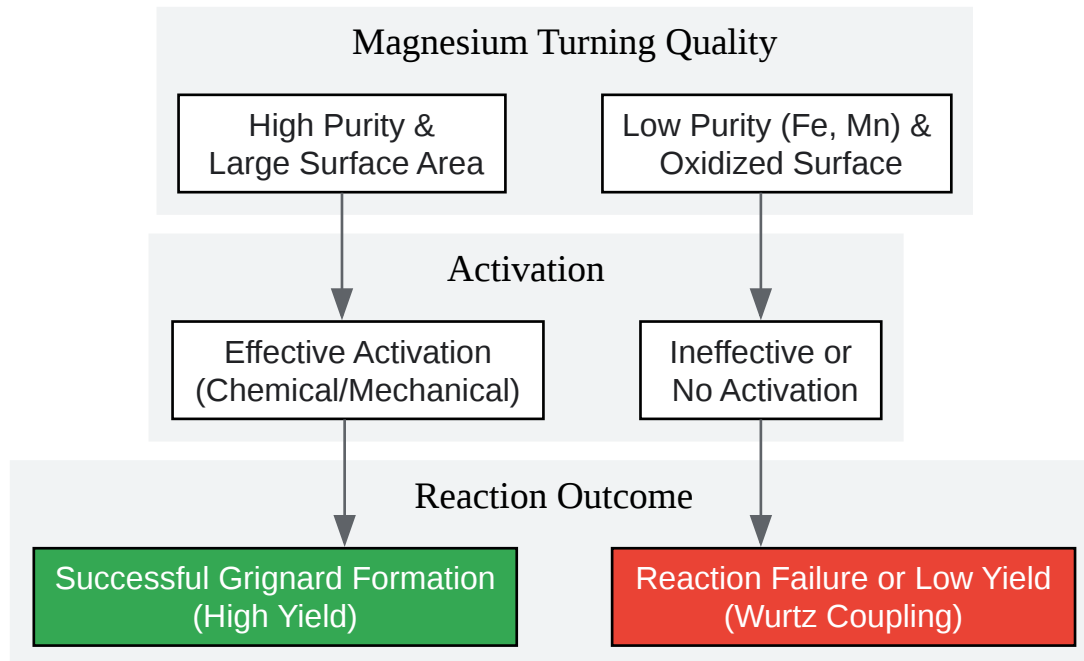 Magnesium Turning Quality
High Purity &
Large Surface Area
Low Purity (Fe, Mn) &
Oxidized Surface
Activation
Effective Activation
(Chemical/Mechanical)
Ineffective or
No Activation
Reaction Outcome
Successful Grignard Formation
(High Yield)
Reaction Failure or Low Yield
(Wurtz Coupling)